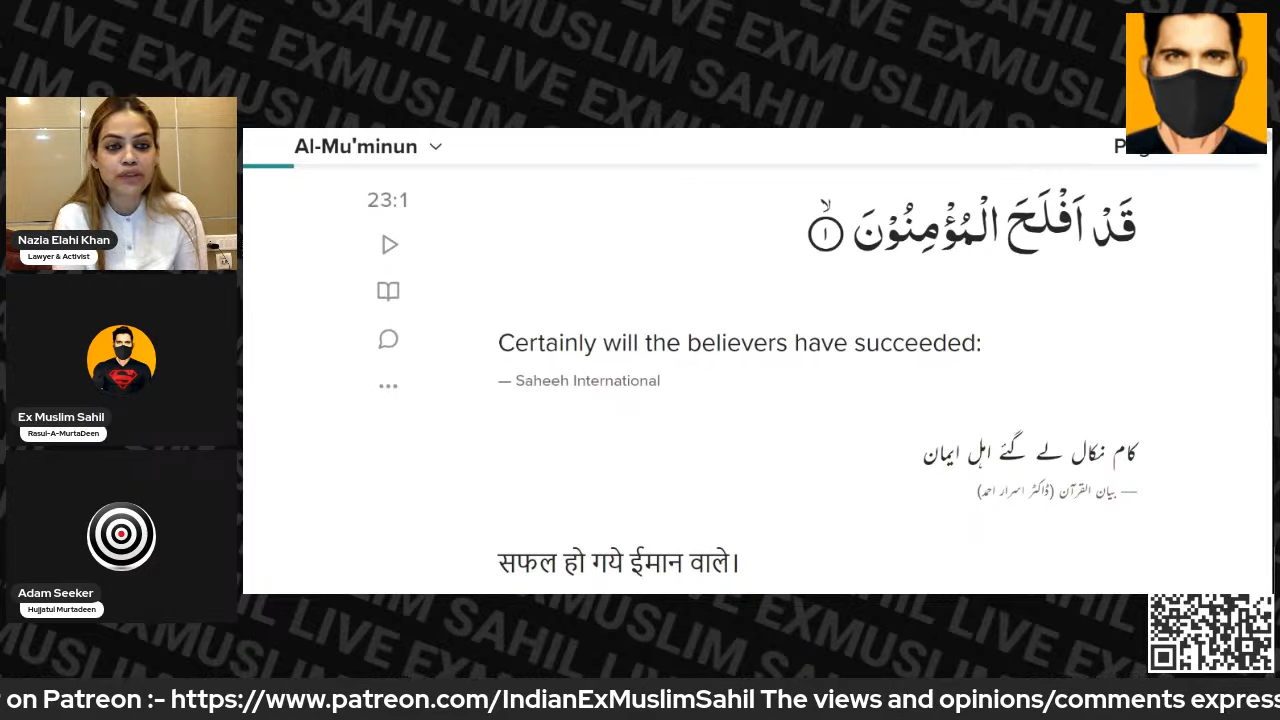 Al-Mu'minun
23:1
قَدْ اَفْلَحَ الْمُؤْمِنُوْنَ ۙ ١
Certainly will the believers have succeeded:
— Saheeh International
کام نکال لے گئے اہل ایمان
— بیان القرآن (ڈاکٹر اسرار احمد)
सफल हो गये ईमान वाले।
Nazia Elahi Khan
Lawyer & Activist
Ex Muslim Sahil
Rasul-A-MurtaDeen
Adam Seeker
Hujjatul Murtadeen
on Patreon :- https://www.patreon.com/IndianExMuslimSahil The views and opinions/comments express